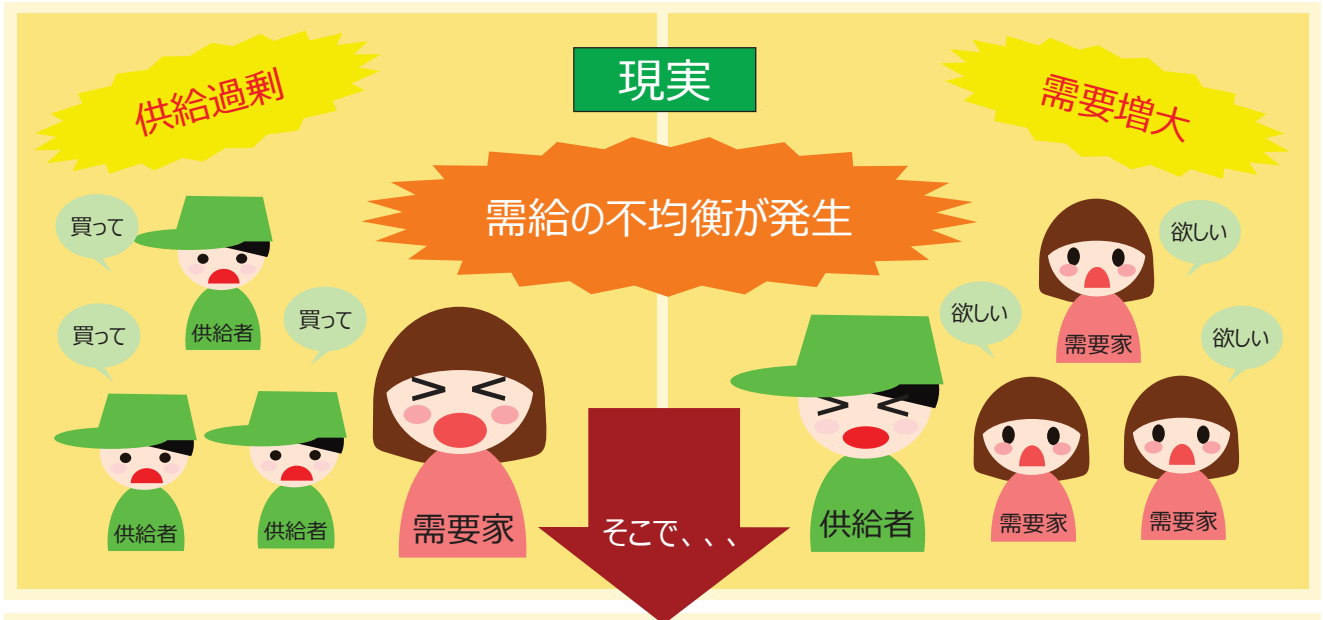 現実
需給の不均衡が発生
供給過剰
買って
供給者
買って
買って
供給者
供給者
需要家
需要増大
欲しい
需要家
欲しい
欲しい
供給者
需要家
需要家
そこで、、、